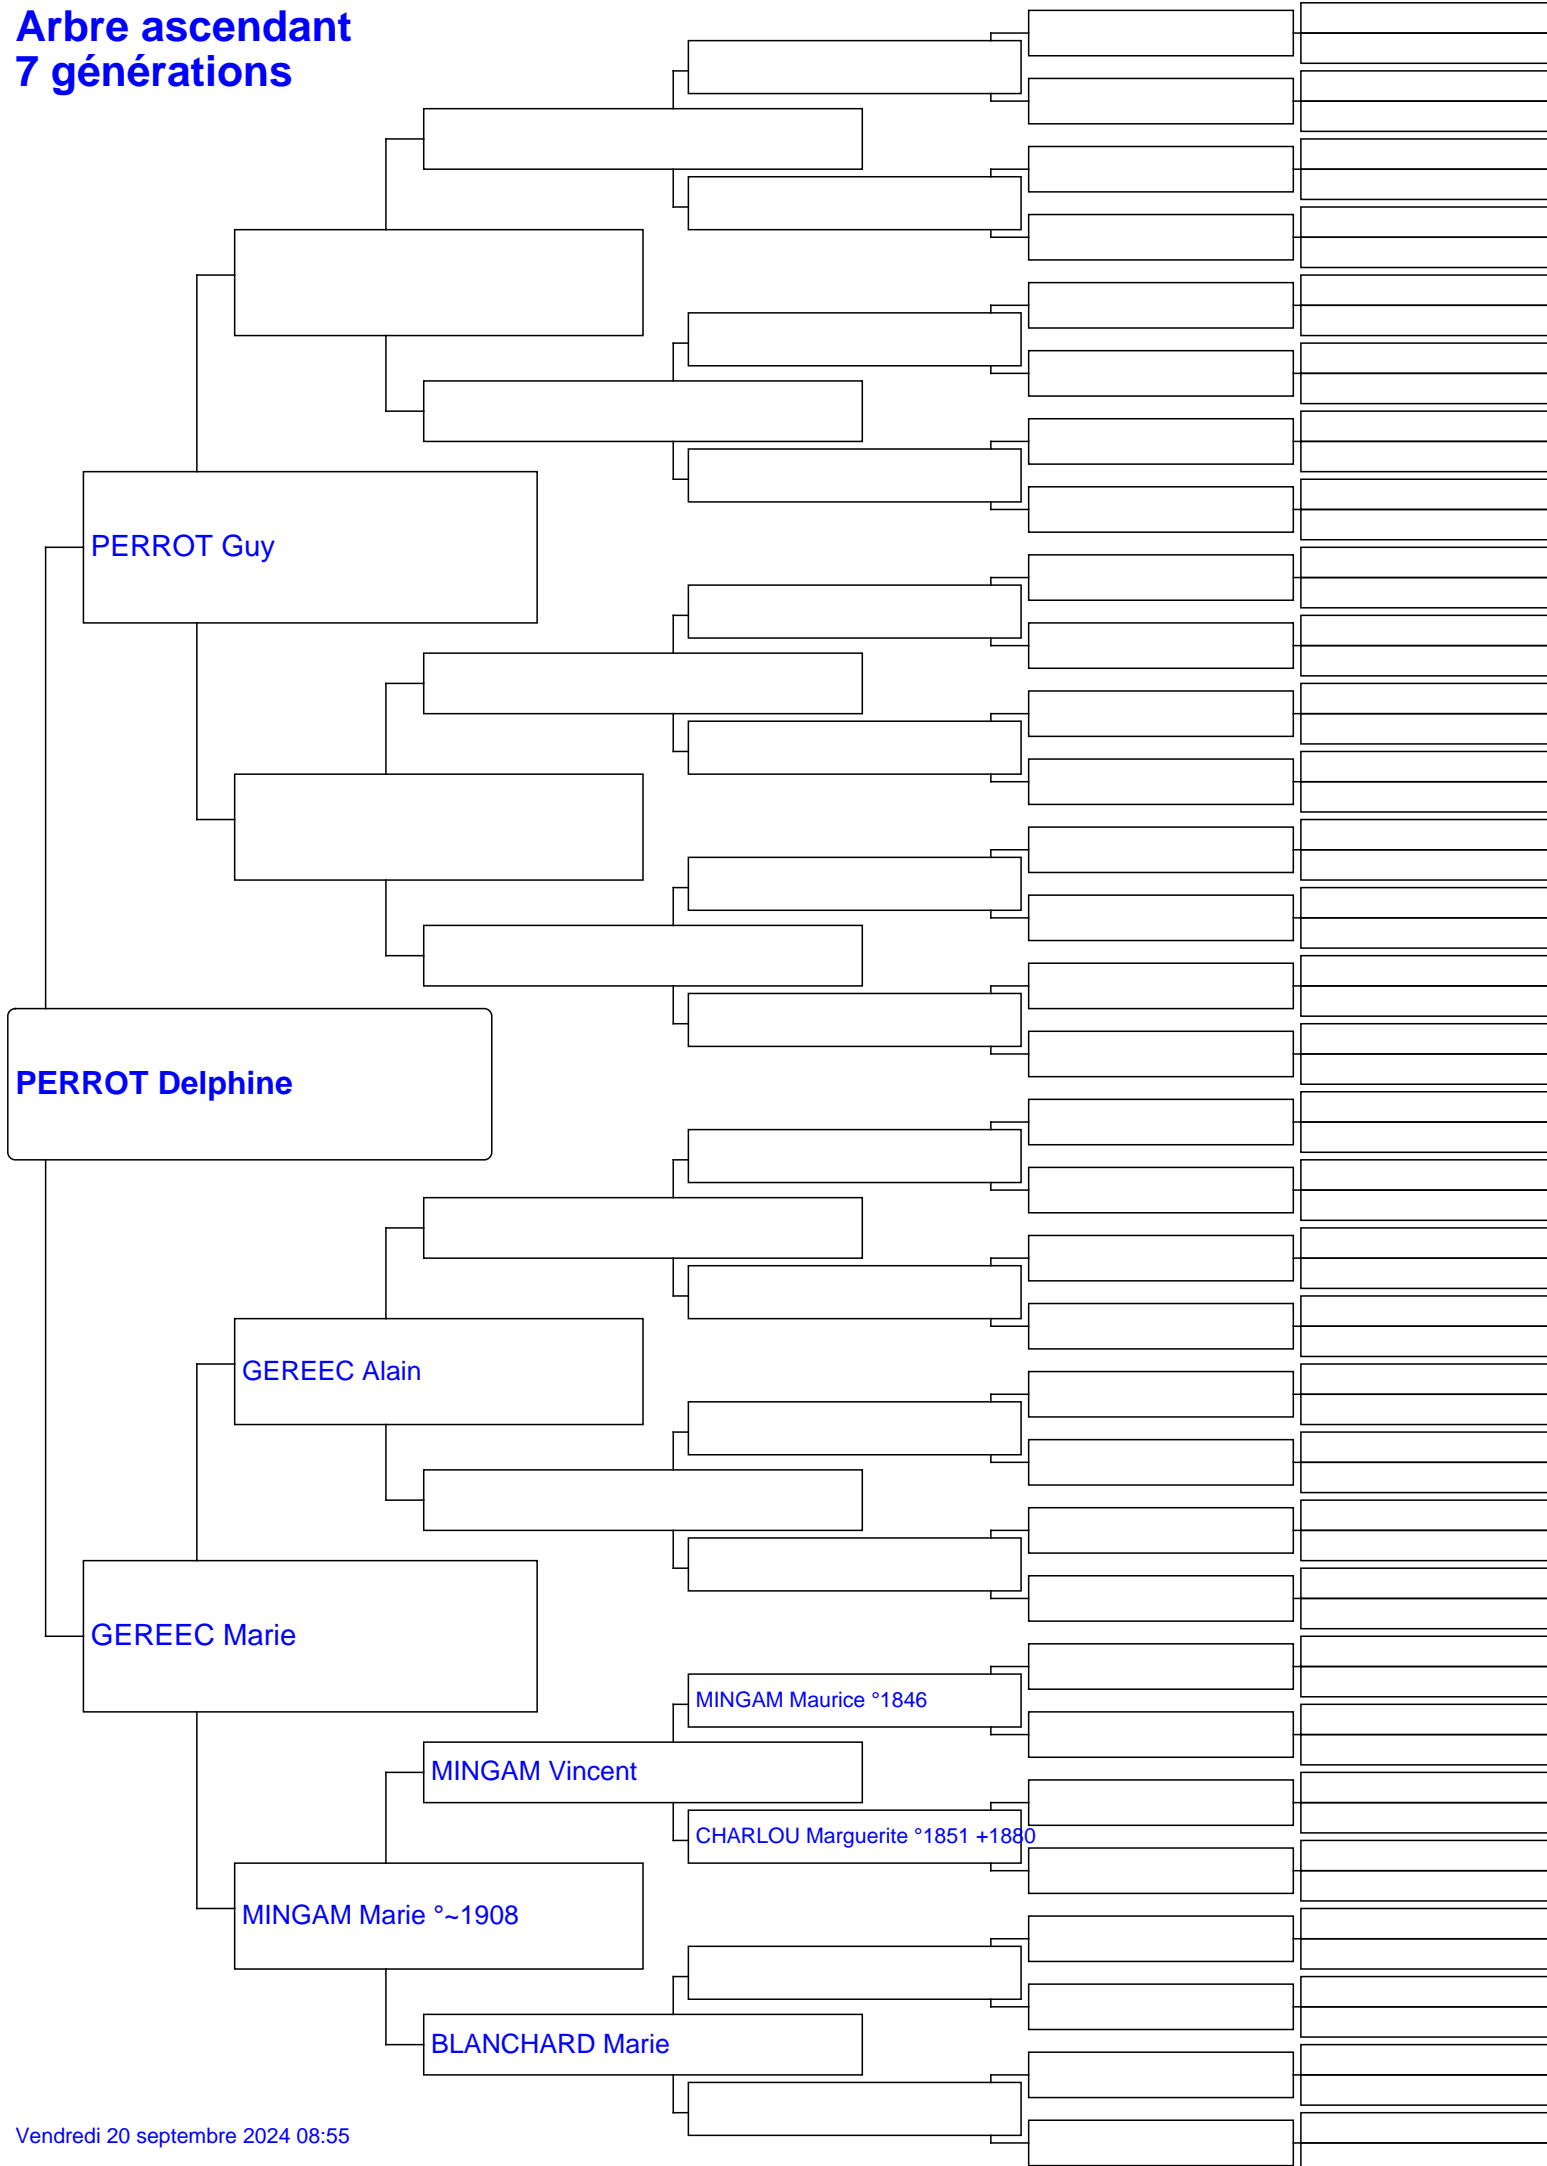 Arbre ascendant
7 générations
PERROT Guy
PERROT Delphine
GEREEC Alain
GEREEC Marie
MINGAM Maurice °1846
MINGAM Vincent
CHARLOU Marguerite °1851 +1880
MINGAM Marie °~1908
BLANCHARD Marie
Vendredi 20 septembre 2024 08:55